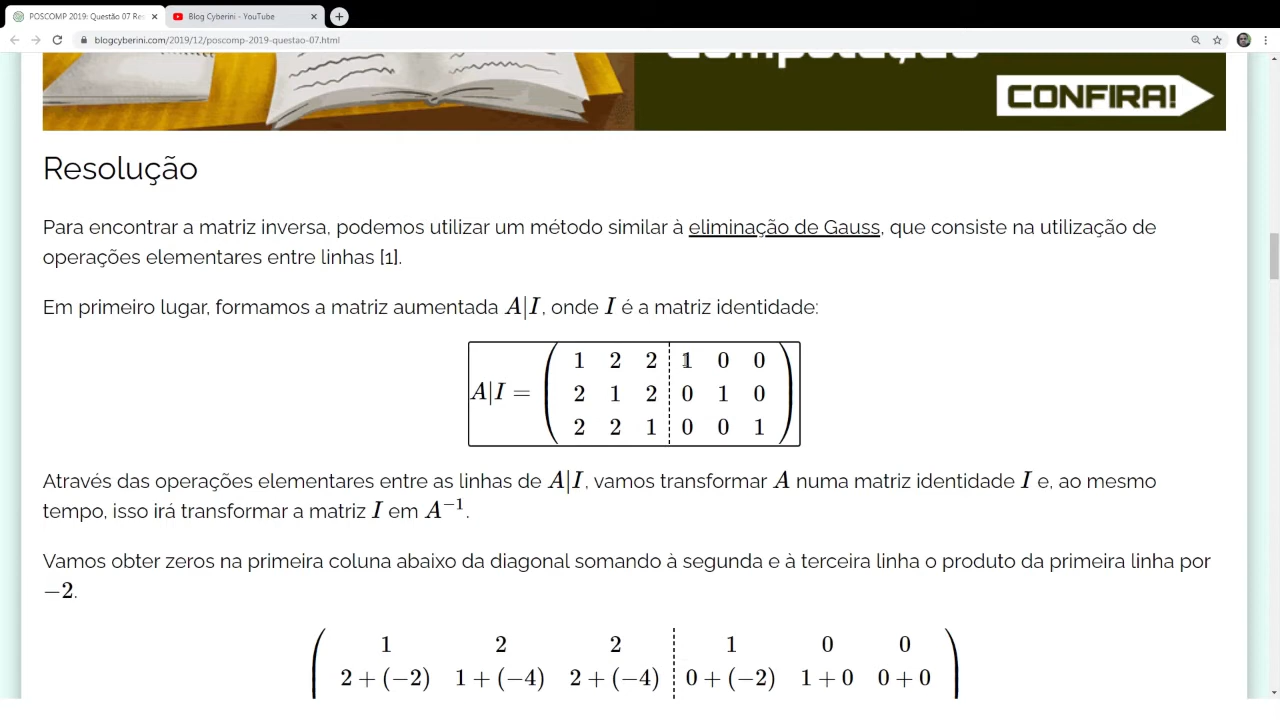 POSCOMP 2019: Questão 07 Res
Blog Cyberini - YouTube
blogcyberini.com/2019/12/poscomp-2019-questao-07.html
CONFIRA!
Resolução
Para encontrar a matriz inversa, podemos utilizar um método similar à eliminação de Gauss, que consiste na utilização de
operações elementares entre linhas [1].
Em primeiro lugar, formamos a matriz aumentada A|I, onde I é a matriz identidade:
1 2 2 1 0 0
A|I = 2 1 2 0 1 0
2 2 1 0 0 1
Através das operações elementares entre as linhas de A|I, vamos transformar A numa matriz identidade I e, ao mesmo
tempo, isso irá transformar a matriz I em A⁻¹.
Vamos obter zeros na primeira coluna abaixo da diagonal somando à segunda e à terceira linha o produto da primeira linha por
−2.
1 2 2 1 0 0
2 + (−2) 1 + (−4) 2 + (−4) 0 + (−2) 1 + 0 0 + 0